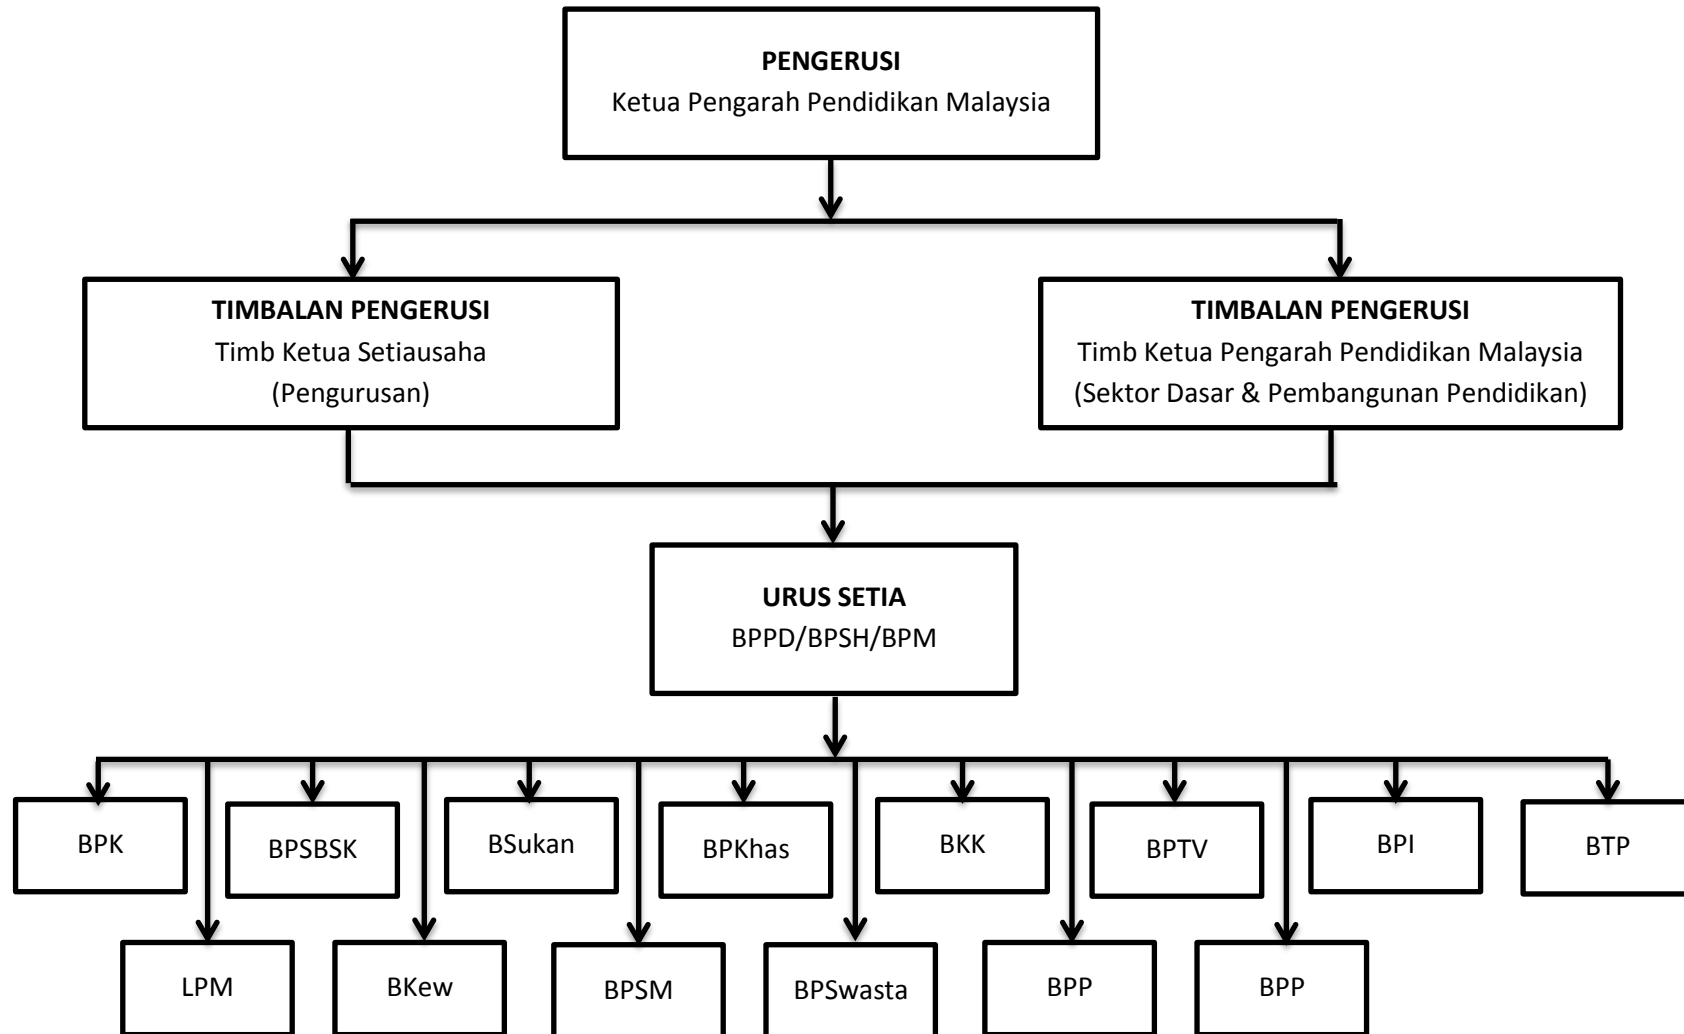 PENGERUSI
Ketua Pengarah Pendidikan Malaysia
TIMBALAN PENGERUSI
Timb Ketua Setiausaha
(Pengurusan)
TIMBALAN PENGERUSI
Timb Ketua Pengarah Pendidikan Malaysia
(Sektor Dasar & Pembangunan Pendidikan)
URUS SETIA
BPPD/BPSH/BPM
BPK
BPSBSK
BSukan
BPKhas
BKK
BPTV
BPI
BTP
LPM
BKew
BPSM
BPSwasta
BPP
BPP